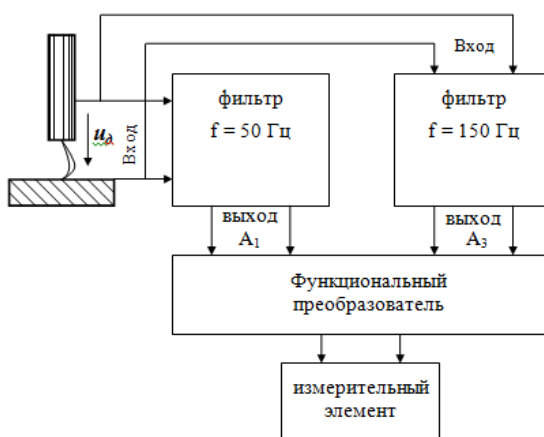 Вход
фильтр
f = 50 Гц
фильтр
f = 150 Гц
uд
Вход
выход
A1
выход
A3
Функциональный
преобразователь
измерительный
элемент